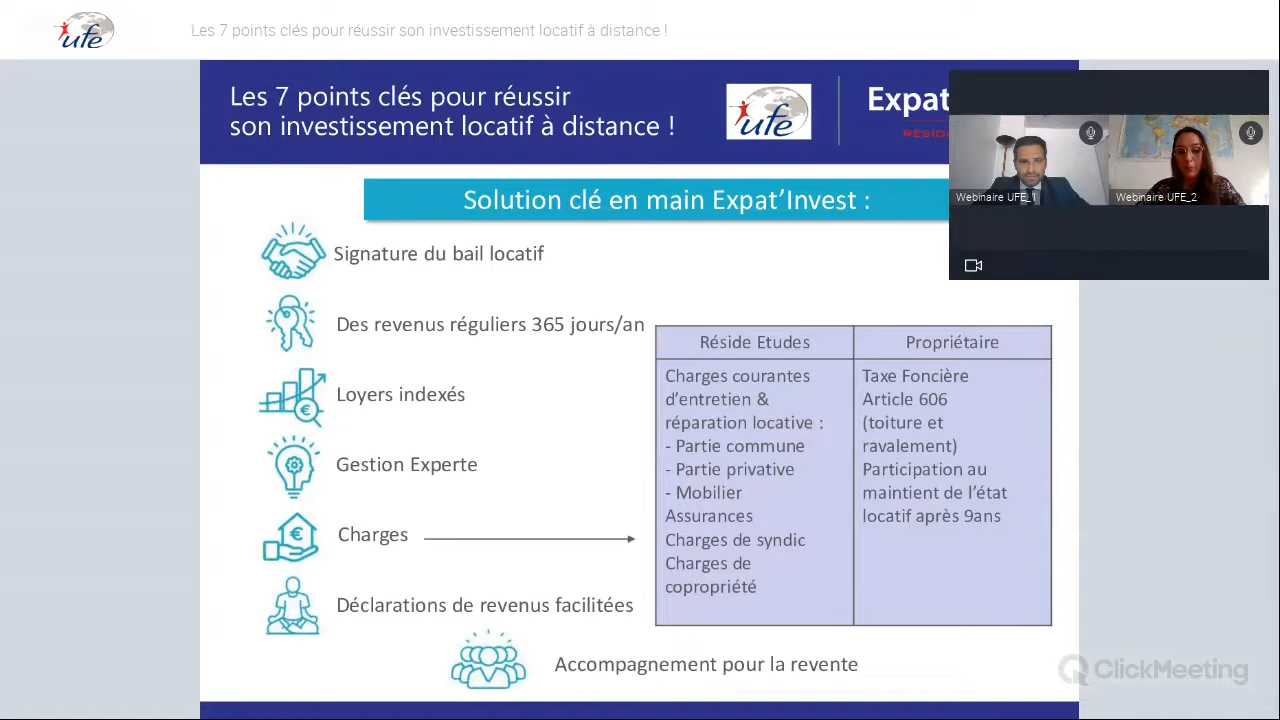 ufe
Les 7 points clés pour réussir son investissement locatif à distance !
Les 7 points clés pour réussir
son investissement locatif à distance !
ufe
Expat
RÉSID
Webinaire UFE_1
Webinaire UFE_2
Solution clé en main Expat'Invest :
Signature du bail locatif
Des revenus réguliers 365 jours/an
Loyers indexés
Gestion Experte
Charges
Déclarations de revenus facilitées
Accompagnement pour la revente
Réside Etudes
Charges courantes
d'entretien &
réparation locative :
- Partie commune
- Partie privative
- Mobilier
Assurances
Charges de syndic
Charges de
copropriété
Propriétaire
Taxe Foncière
Article 606
(toiture et
ravalement)
Participation au
maintient de l'état
locatif après 9ans
ClickMeeting